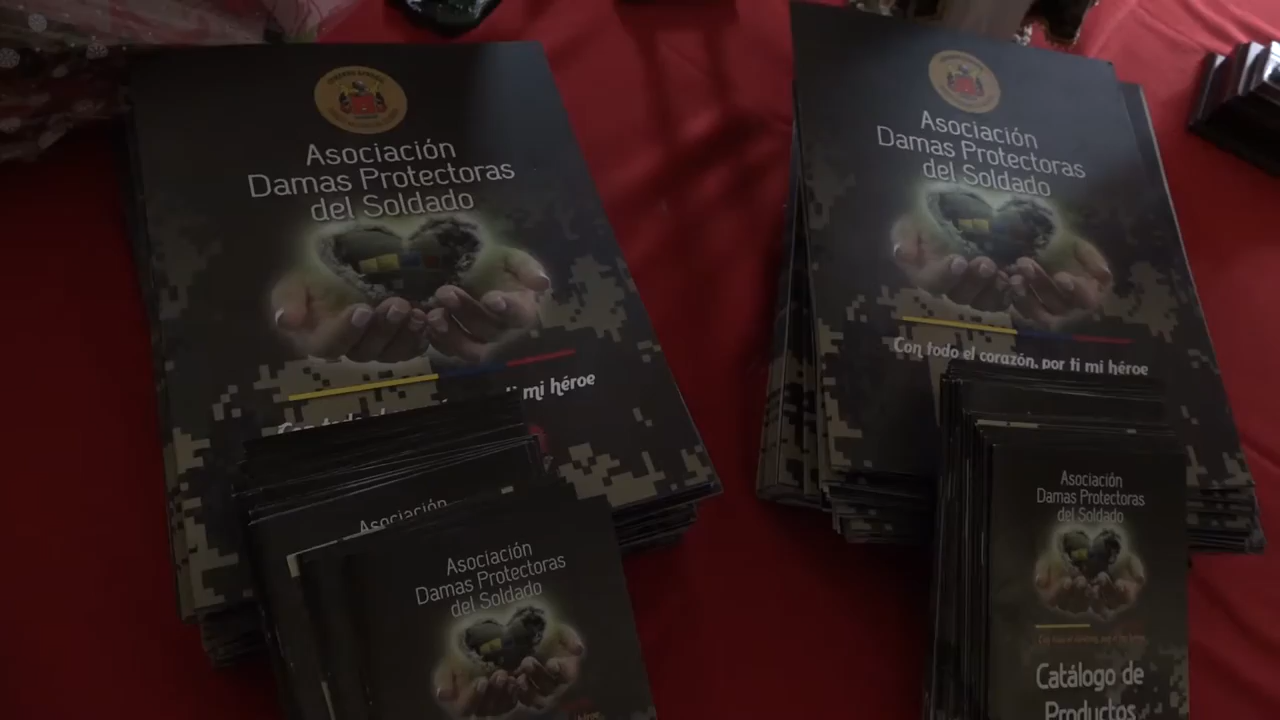 Asociación
Damas Protectoras
del Soldado
mi héroe
Asociación
Damas Protectoras
del Soldado
Con todo el corazón, por ti mi héroe
Asociación
Asociación
Damas Protectoras
del Soldado
Asociación
Damas Protectoras
del Soldado
Catálogo de
Productos